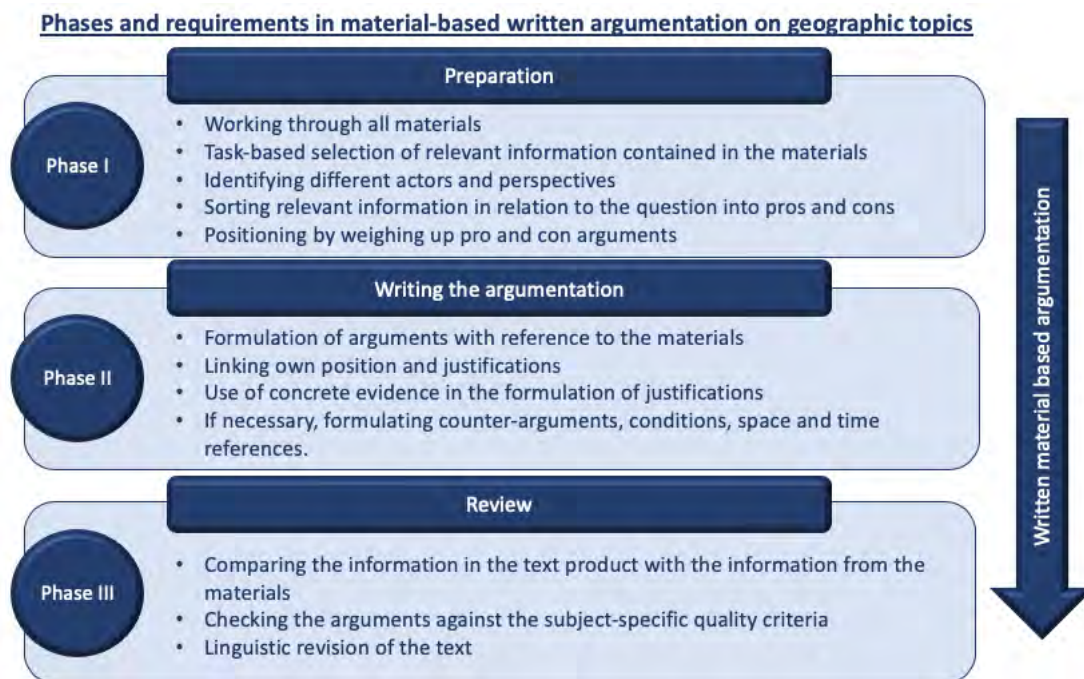 Phases and requirements in material-based written argumentation on geographic topics
Preparation
Phase I
• Working through all materials
• Task-based selection of relevant information contained in the materials
• Identifying different actors and perspectives
• Sorting relevant information in relation to the question into pros and cons
• Positioning by weighing up pro and con arguments
Writing the argumentation
Phase II
• Formulation of arguments with reference to the materials
• Linking own position and justifications
• Use of concrete evidence in the formulation of justifications
• If necessary, formulating counter-arguments, conditions, space and time
references.
Review
Phase III
• Comparing the information in the text product with the information from the
materials
• Checking the arguments against the subject-specific quality criteria
• Linguistic revision of the text
Written material based argumentation